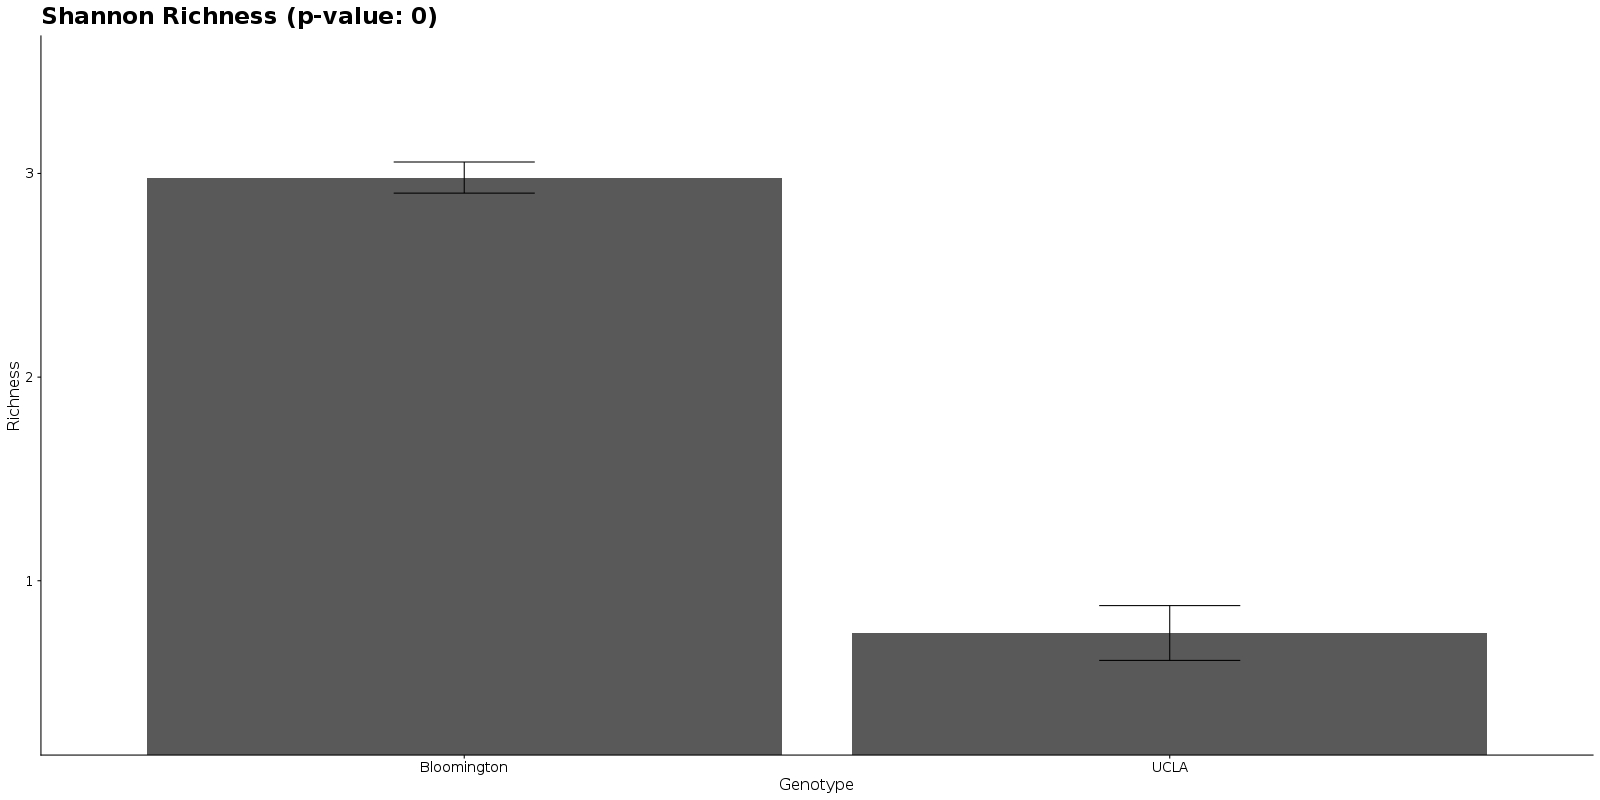 Shannon Richness (p-value: 0)
Richness
3
2
1
Bloomington
UCLA
Genotype